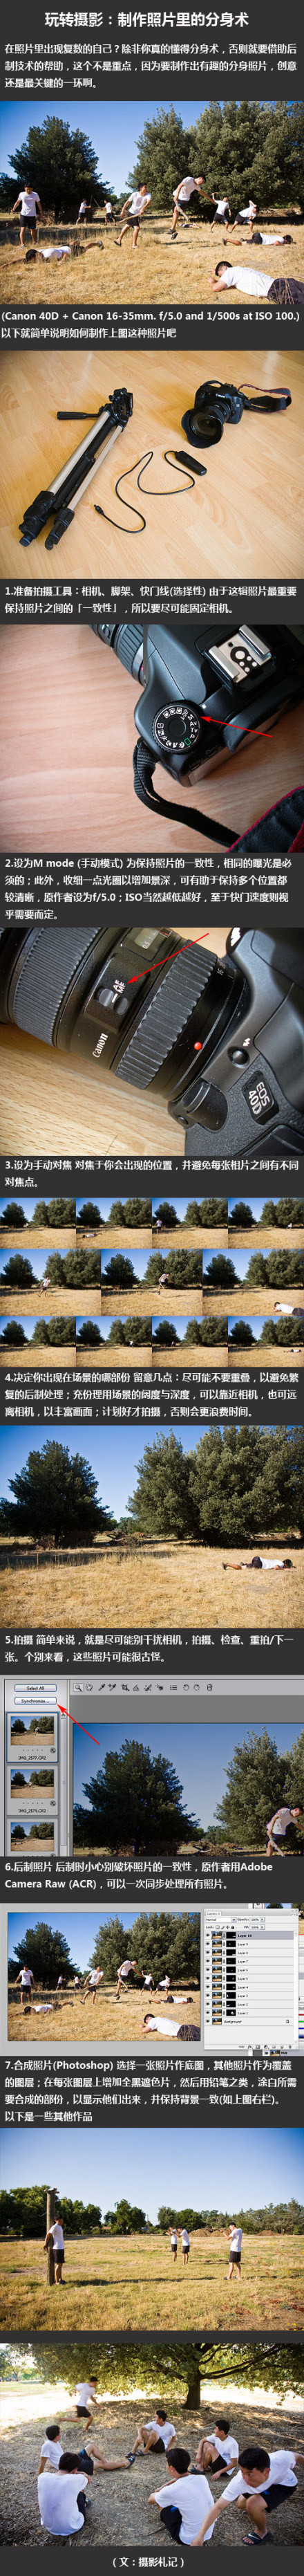 玩转摄影：制作照片里的分身术
在照片里出现复数的自己？除非你真的懂得分身术，否则就要借助后
制技术的帮助，这个不是重点，因为要制作出有趣的分身照片，创意
还是最关键的一环啊。
(Canon 40D + Canon 16-35mm. f/5.0 and 1/500s at ISO 100.)
以下就简单说明如何制作上图这种照片吧
1.准备拍摄工具：相机、脚架、快门线(选择性) 由于这辑照片最重要
保持照片之间的「一致性」，所以要尽可能固定相机。
2.设为M mode (手动模式) 为保持照片的一致性，相同的曝光是必
须的；此外，收细一点光圈以增加景深，可有助于保持多个位置都
较清晰，原作者设为f/5.0；ISO当然越低越好，至于快门速度则视
乎需要而定。
AF
MF
Canon
EOS
40D
3.设为手动对焦 对焦于你会出现的位置，并避免每张相片之间有不同
对焦点。
4.决定你出现在场景的哪部份 留意几点：尽可能不要重叠，以避免繁
复的后制处理；充份理用场景的阔度与深度，可以靠近相机，也可远
离相机，以丰富画面；计划好才拍摄，否则会更浪费时间。
5.拍摄 简单来说，就是尽可能别干扰相机，拍摄、检查、重拍/下一
张。个别来看，这些照片可能很古怪。
Select All
Synchronize...
IMG_2577.CR2
IMG_2579.CR2
6.后制照片 后制时小心别破坏照片的一致性，原作者用Adobe
Camera Raw (ACR)，可以一次同步处理所有照片。
Layers
Normal
Opacity: 100%
Fill: 100%
Layer 10
Layer 9
Layer 8
Layer 7
Layer 6
Layer 5
Layer 4
Layer 3
Layer 2
Layer 1
Background
7.合成照片(Photoshop) 选择一张照片作底图，其他照片作为覆盖
的图层；在每张图层上增加全黑遮色片，然后用铅笔之类，涂白所需
要合成的部份，以显示他们出来，并保持背景一致(如上图右栏)。
以下是一些其他作品
（文：摄影札记）